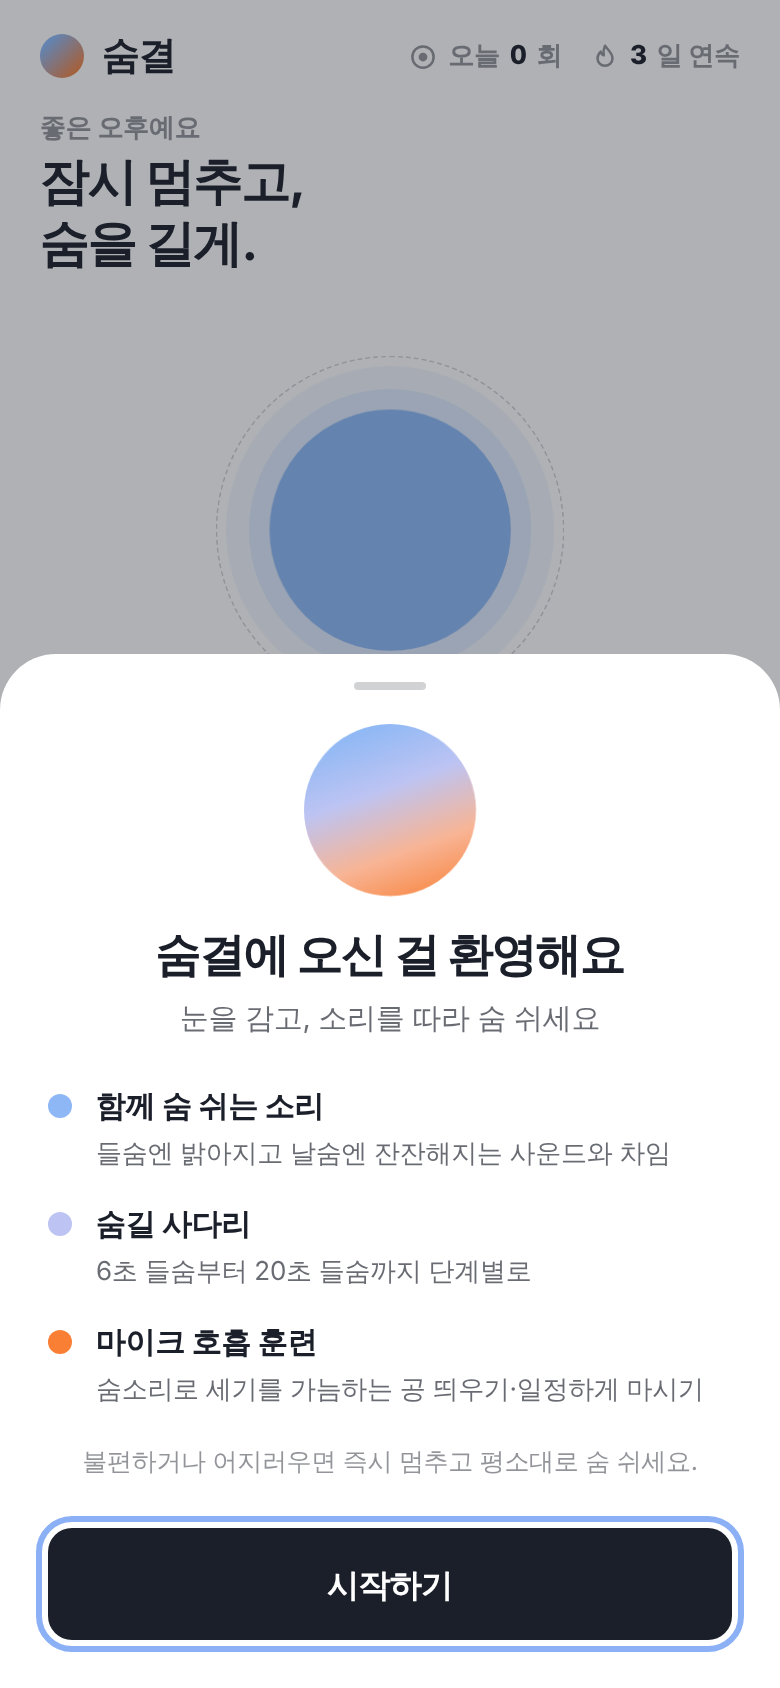 숨결
오늘 0 회 3 일 연속
좋은 오후예요
잠시 멈추고,
숨을 길게.
숨결에 오신 걸 환영해요
눈을 감고, 소리를 따라 숨 쉬세요
함께 숨 쉬는 소리
들숨엔 밝아지고 날숨엔 잔잔해지는 사운드와 차임
숨길 사다리
6초 들숨부터 20초 들숨까지 단계별로
마이크 호흡 훈련
숨소리로 세기를 가늠하는 공 띄우기·일정하게 마시기
불편하거나 어지러우면 즉시 멈추고 평소대로 숨 쉬세요.
시작하기